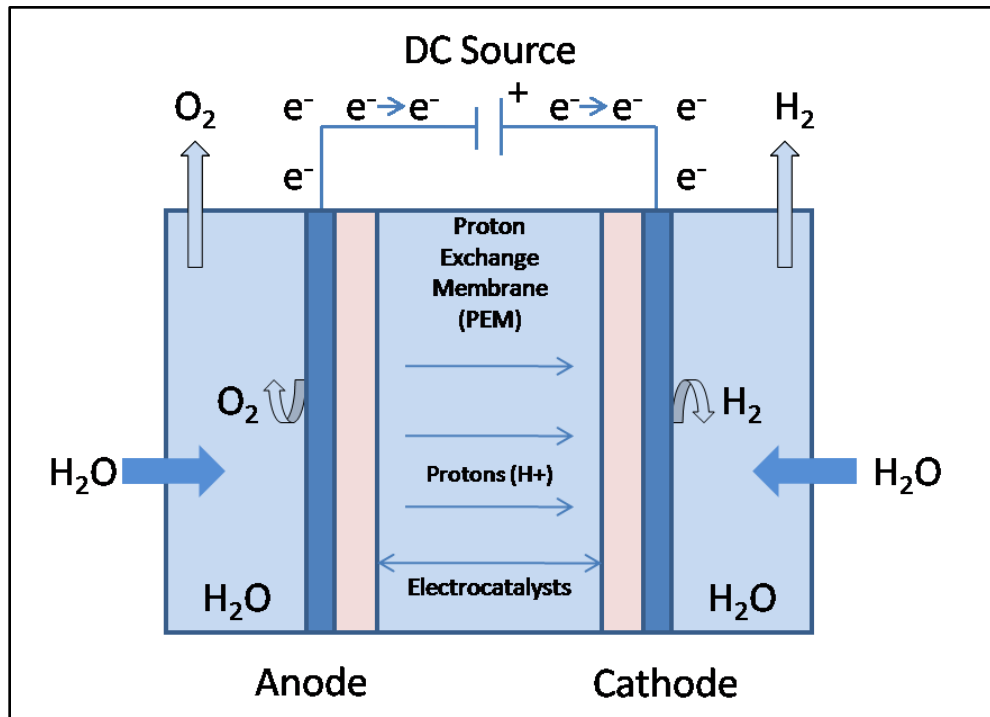 DC Source
O₂ e⁻ e⁻ e⁻ + e⁻ e⁻ e⁻ H₂
e⁻ e⁻
Proton
Exchange
Membrane
(PEM)
O₂ H₂
H₂O Protons (H+) H₂O
H₂O Electrocatalysts H₂O
Anode Cathode